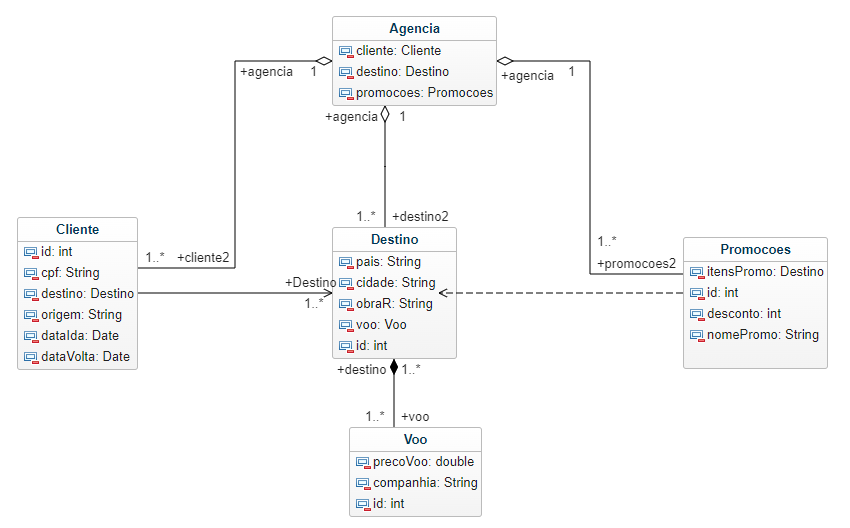 Agencia
cliente: Cliente
destino: Destino
promocoes: Promocoes
+agencia 1
+agencia 1
+agencia 1
1..* +destino2
Cliente
id: int
cpf: String
destino: Destino
origem: String
dataIda: Date
dataVolta: Date
1..* +cliente2
+Destino
1..*
Destino
pais: String
cidade: String
obraR: String
voo: Voo
id: int
1..*
+promocoes2
Promocoes
itensPromo: Destino
id: int
desconto: int
nomePromo: String
+destino 1..*
1..* +voo
Voo
precoVoo: double
companhia: String
id: int